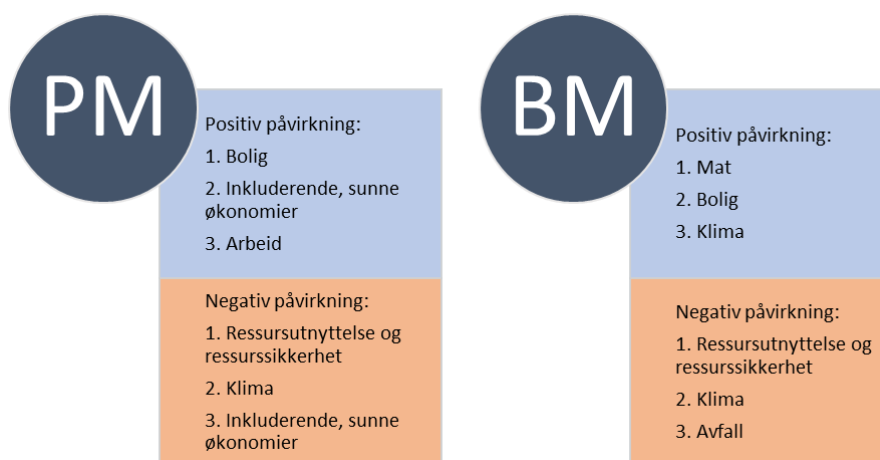 PM
Positiv påvirkning:
1. Bolig
2. Inkluderende, sunne
økonomier
3. Arbeid
Negativ påvirkning:
1. Ressursutnyttelse og
ressurssikkerhet
2. Klima
3. Inkluderende, sunne
økonomier
BM
Positiv påvirkning:
1. Mat
2. Bolig
3. Klima
Negativ påvirkning:
1. Ressursutnyttelse og
ressurssikkerhet
2. Klima
3. Avfall